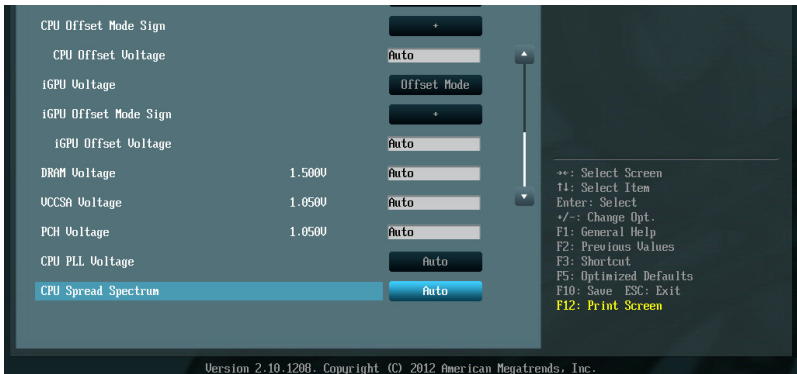 CPU Offset Mode Sign +
CPU Offset Voltage Auto
iGPU Voltage Offset Mode
iGPU Offset Mode Sign +
iGPU Offset Voltage Auto
DRAM Voltage 1.500V Auto
VCCSA Voltage 1.050V Auto
PCH Voltage 1.050V Auto
CPU PLL Voltage Auto
CPU Spread Spectrum Auto
→←: Select Screen
↑↓: Select Item
Enter: Select
+/-: Change Opt.
F1: General Help
F2: Previous Values
F3: Shortcut
F5: Optimized Defaults
F10: Save ESC: Exit
F12: Print Screen
Version 2.10.1208. Copyright (C) 2012 American Megatrends, Inc.